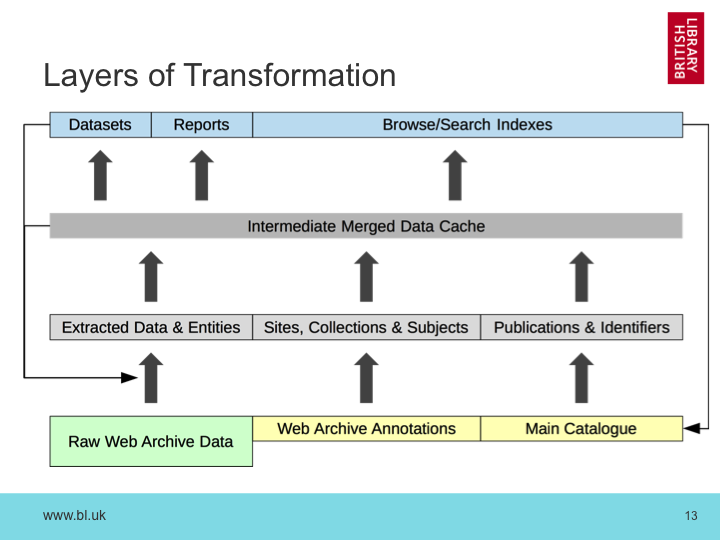 LIBRARY
BRITISH
Layers of Transformation
Datasets
Reports
Browse/Search Indexes
Intermediate Merged Data Cache
Extracted Data & Entities
Sites, Collections & Subjects
Publications & Identifiers
Raw Web Archive Data
Web Archive Annotations
Main Catalogue
www.bl.uk
13